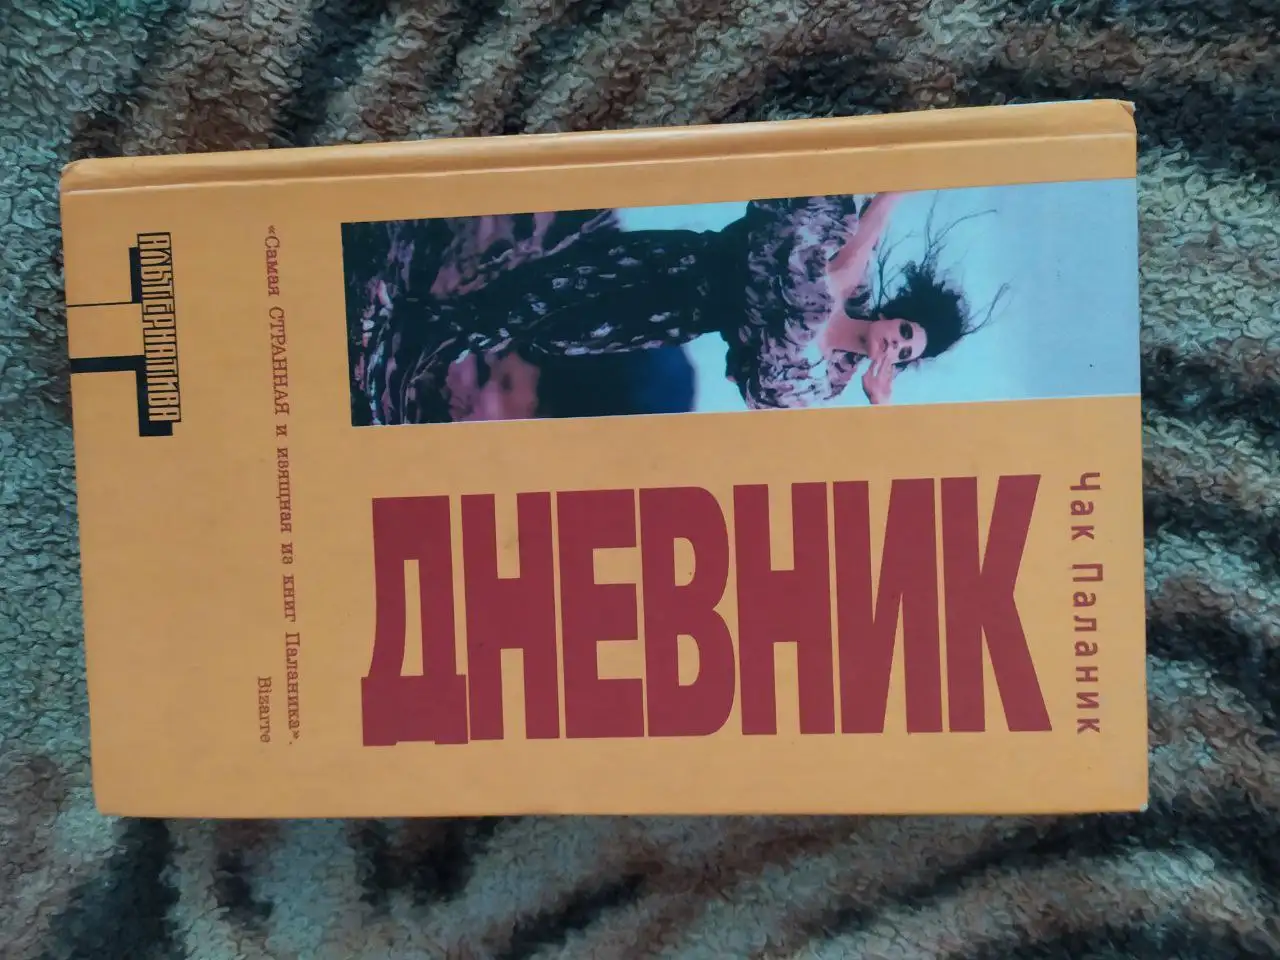 Чак Паланик
ДНЕВНИК
«Самая СТРАННАЯ и изящная из книг Паланика».
Bizarre
АЛЬТЕРНАТИВА